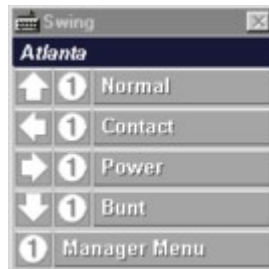 Swing
Atlanta
1 Normal
1 Contact
1 Power
1 Bunt
1 Manager Menu